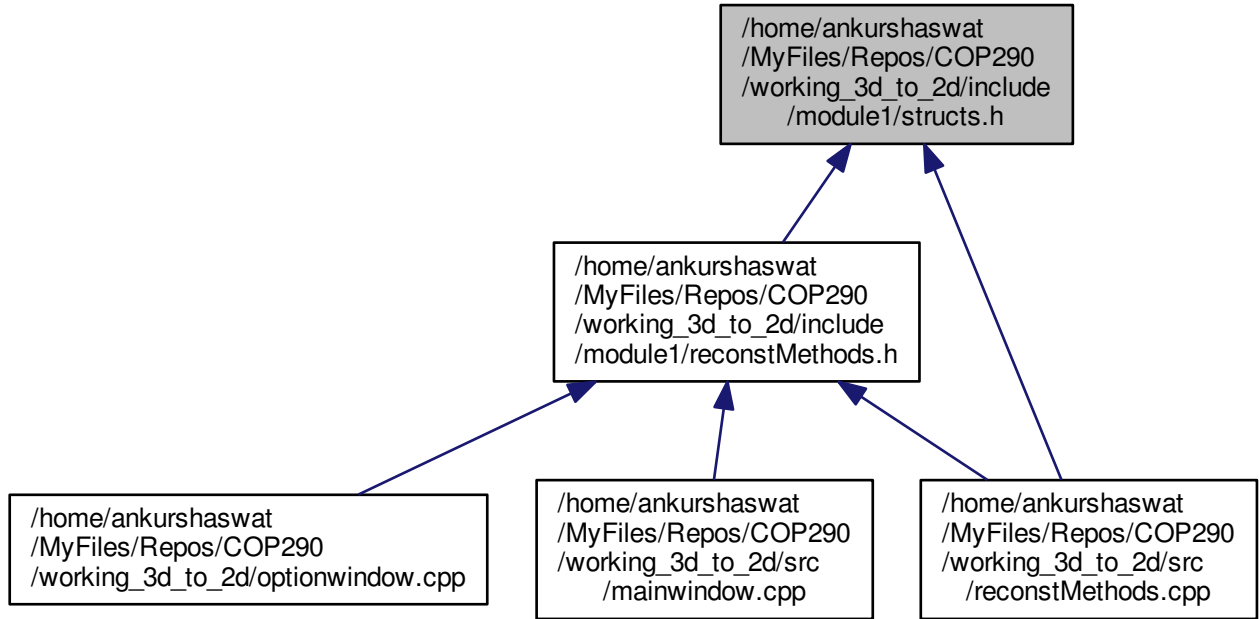 /home/ankurshaswat
/MyFiles/Repos/COP290
/working_3d_to_2d/include
/module1/structs.h
/home/ankurshaswat
/MyFiles/Repos/COP290
/working_3d_to_2d/include
/module1/reconstMethods.h
/home/ankurshaswat
/MyFiles/Repos/COP290
/working_3d_to_2d/optionwindow.cpp
/home/ankurshaswat
/MyFiles/Repos/COP290
/working_3d_to_2d/src
/mainwindow.cpp
/home/ankurshaswat
/MyFiles/Repos/COP290
/working_3d_to_2d/src
/reconstMethods.cpp